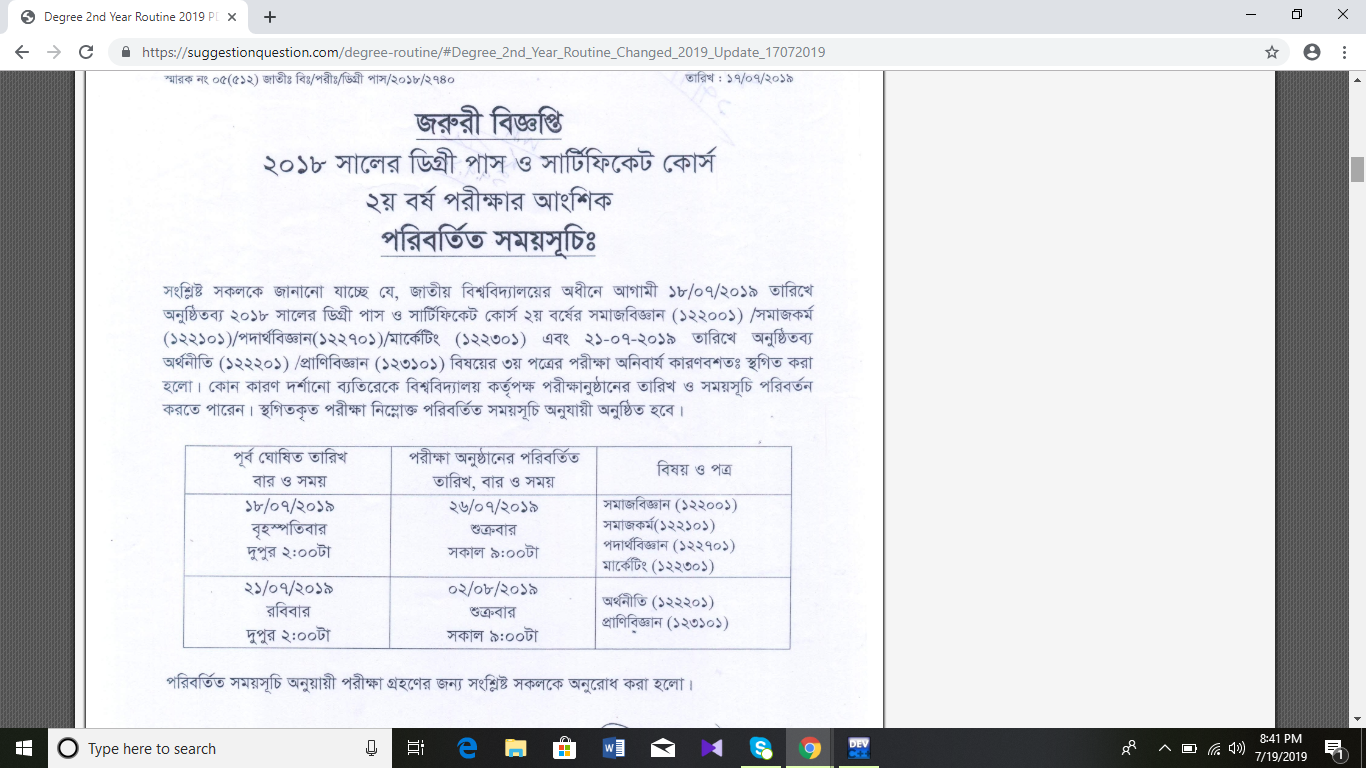 Degree 2nd Year Routine 2019 P
https://suggestionquestion.com/degree-routine/#Degree_2nd_Year_Routine_Changed_2019_Update_17072019
স্মারক নং ০৫(৫১২) জাতীঃ বিঃ/পরীঃ/ডিগ্রী পাস/২০১৮/২৭৪০ তারিখ : ১৭/০৭/২০১৯
জরুরী বিজ্ঞপ্তি
২০১৮ সালের ডিগ্রী পাস ও সার্টিফিকেট কোর্স
২য় বর্ষ পরীক্ষার আংশিক
পরিবর্তিত সময়সূচিঃ
সংশ্লিষ্ট সকলকে জানানো যাচ্ছে যে, জাতীয় বিশ্ববিদ্যালয়ের অধীনে আগামী ১৮/০৭/২০১৯ তারিখে
অনুষ্ঠিতব্য ২০১৮ সালের ডিগ্রী পাস ও সার্টিফিকেট কোর্স ২য় বর্ষের সমাজবিজ্ঞান (১২২০০১) /সমাজকর্ম
(১২২১০১)/পদার্থবিজ্ঞান(১২২৭০১)/মার্কেটিং (১২২৩০১) এবং ২১-০৭-২০১৯ তারিখে অনুষ্ঠিতব্য
অর্থনীতি (১২২২০১) /প্রাণিবিজ্ঞান (১২৩১০১) বিষয়ের ৩য় পত্রের পরীক্ষা অনিবার্য কারণবশতঃ স্থগিত করা
হলো। কোন কারণ দর্শানো ব্যতিরেকে বিশ্ববিদ্যালয় কর্তৃপক্ষ পরীক্ষানুষ্ঠানের তারিখ ও সময়সূচি পরিবর্তন
করতে পারেন। স্থগিতকৃত পরীক্ষা নিম্নোক্ত পরিবর্তিত সময়সূচি অনুযায়ী অনুষ্ঠিত হবে।
পূর্ব ঘোষিত তারিখ
বার ও সময়
পরীক্ষা অনুষ্ঠানের পরিবর্তিত
তারিখ, বার ও সময়
বিষয় ও পত্র
১৮/০৭/২০১৯
বৃহস্পতিবার
দুপুর ২:০০টা
২৬/০৭/২০১৯
শুক্রবার
সকাল ৯:০০টা
সমাজবিজ্ঞান (১২২০০১)
সমাজকর্ম(১২২১০১)
পদার্থবিজ্ঞান (১২২৭০১)
মার্কেটিং (১২২৩০১)
২১/০৭/২০১৯
রবিবার
দুপুর ২:০০টা
০২/০৮/২০১৯
শুক্রবার
সকাল ৯:০০টা
অর্থনীতি (১২২২০১)
প্রাণিবিজ্ঞান (১২৩১০১)
পরিবর্তিত সময়সূচি অনুযায়ী পরীক্ষা গ্রহণের জন্য সংশ্লিষ্ট সকলকে অনুরোধ করা হলো।
Type here to search
DEV
8:41 PM
7/19/2019
1